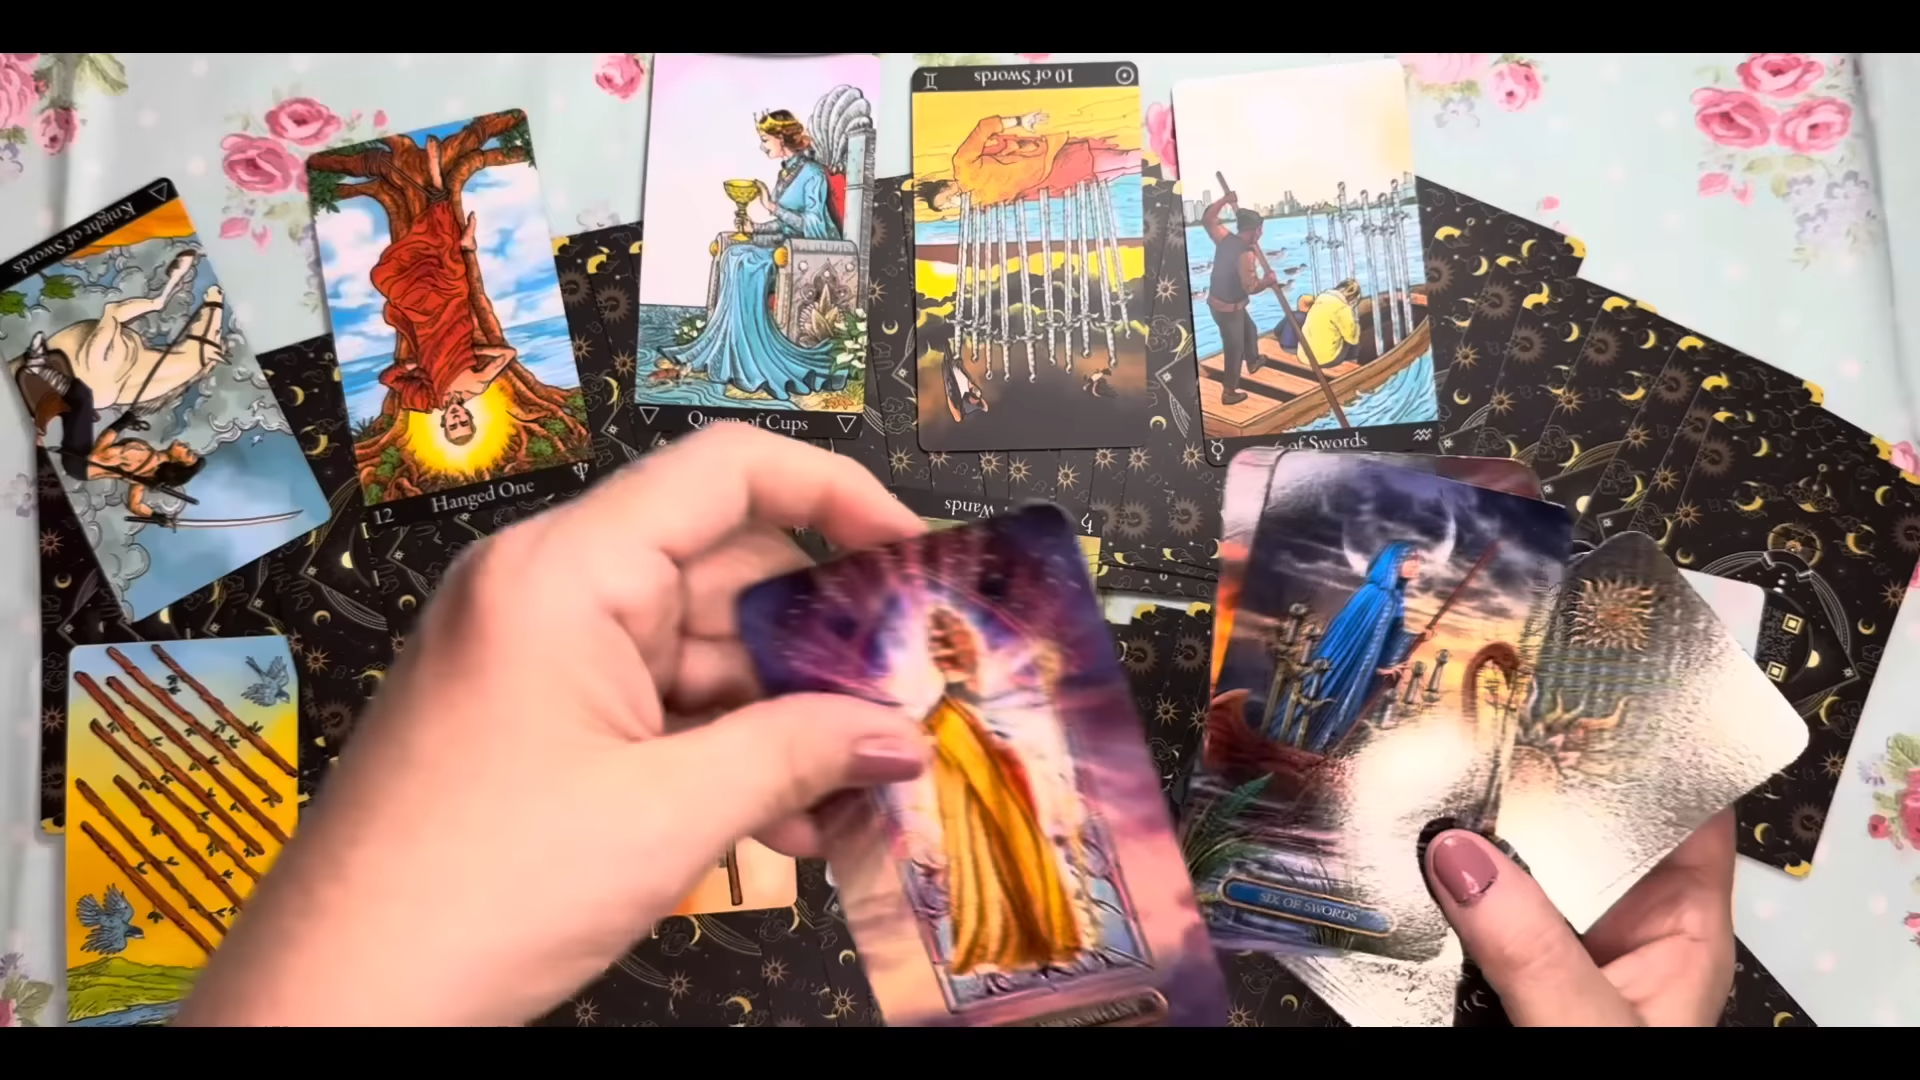 10 of Swords
Knight of Swords
Queen of Cups
of Swords
12 Hanged One
Wands
SIX OF SWORDS